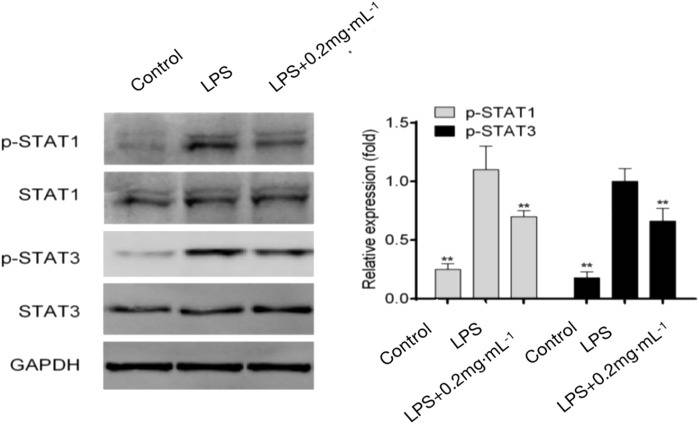 Control
LPS
LPS+0.2mg·mL-1
p-STAT1
STAT1
p-STAT3
STAT3
GAPDH
p-STAT1
p-STAT3
Relative expression (fold)
1.5
1.0
0.5
0.0
**
**
**
**
Control
LPS
LPS+0.2mg·mL-1
Control
LPS
LPS+0.2mg·mL-1